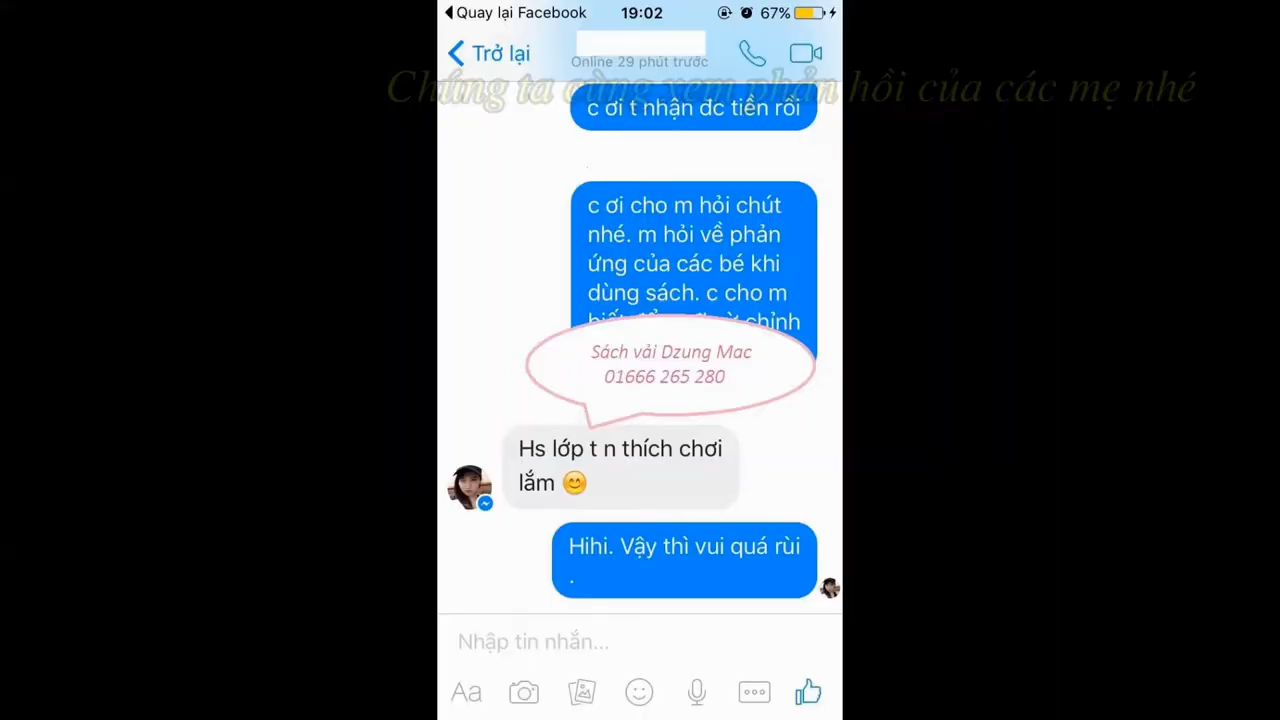 Quay lại Facebook
19:02
67%
Trở lại
Online 29 phút trước
Chúng ta cùng xem phản hồi của các mẹ nhé
c ơi t nhận đc tiền rồi
c ơi cho m hỏi chút
nhé. m hỏi về phản
ứng của các bé khi
dùng sách. c cho m
chỉnh
Sách vải Dzung Mac
01666 265 280
Hs lớp t n thích chơi
lắm 😊
Hihi. Vậy thì vui quá rùi
.
Nhập tin nhắn...
Aa